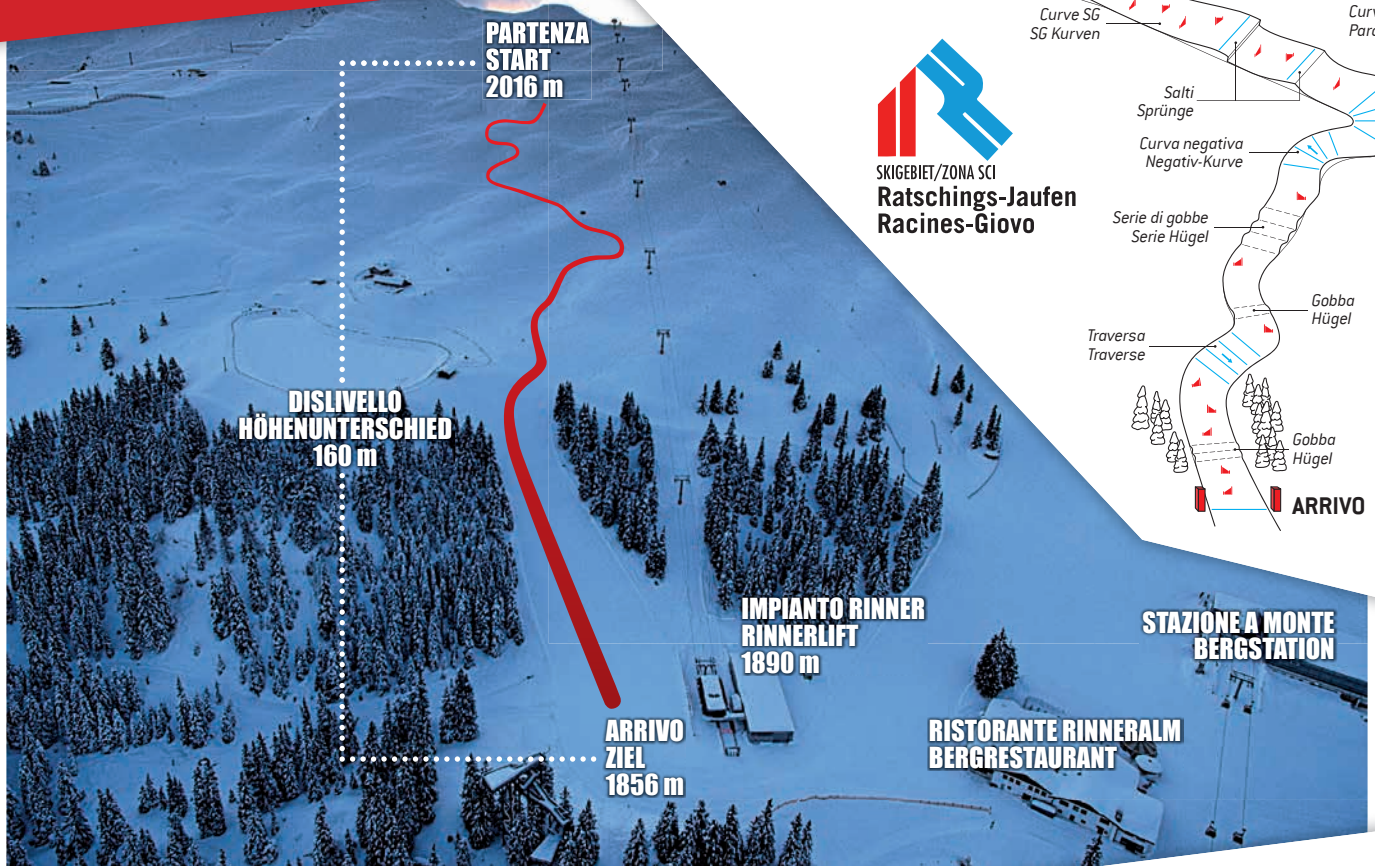 PARTENZA
START
2016 m
DISLIVELLO
HÖHENUNTERSCHIED
160 m
IMPIANTO RINNER
RINNERLIFT
1890 m
ARRIVO
ZIEL
1856 m
RISTORANTE RINNERALM
BERGRESTAURANT
STAZIONE A MONTE
BERGSTATION
SKIGEBIET/ZONA SCI
Ratschings-Jaufen
Racines-Giovo
Curve SG
SG Kurven
Salti
Sprünge
Curva negativa
Negativ-Kurve
Serie di gobbe
Serie Hügel
Gobba
Hügel
Traversa
Traverse
Gobba
Hügel
ARRIVO